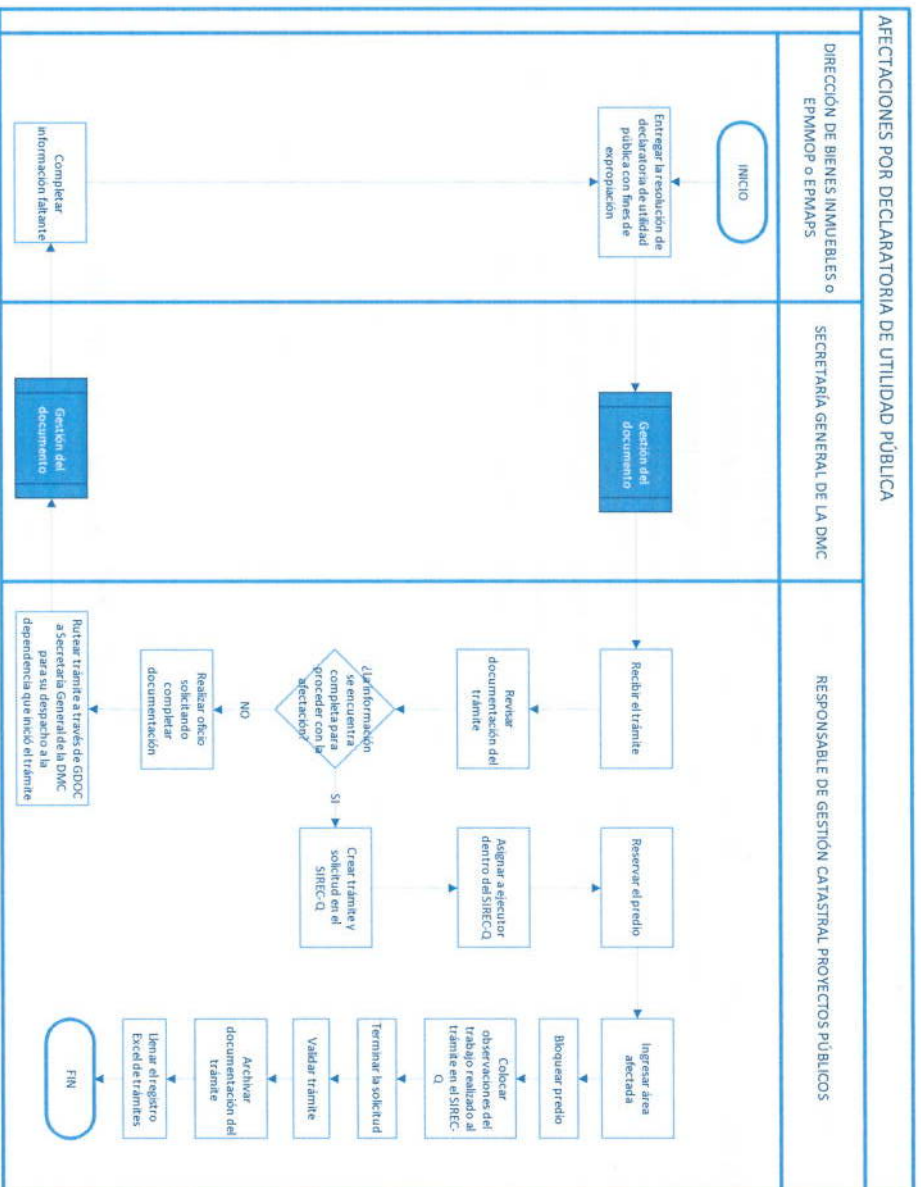 AFECTACIONES POR DECLARATORIA DE UTILIDAD PÚBLICA
DIRECCIÓN DE BIENES INMUEBLES o
EPMMOP o EPMAPS
SECRETARÍA GENERAL DE LA DMC
RESPONSABLE DE GESTIÓN CATASTRAL PROYECTOS PÚBLICOS
INICIO
Entregar la resolución de
declaratoria de utilidad
pública con fines de
expropiación
Gestión del
documento
Recibir el trámite
Revisar
documentación del
trámite
¿La información
se encuentra
completa para
proceder con la
afectación?
NO
SI
Realizar oficio
solicitando
completar
documentación
Rutear trámite a través de GDOC
a Secretaría General de la DMC
para su despacho a la
dependencia que inició el trámite
Gestión del
documento
Completar
información faltante
Crear trámite y
solicitud en el
SIREC-Q
Asignar a ejecutor
dentro del SIREC-Q
Reservar el predio
Ingresar área
afectada
Bloquear predio
Colocar
observaciones del
trabajo realizado al
trámite en el SIREC-
Q
Terminar la solicitud
Validar trámite
Archivar
documentación del
trámite
Llenar el registro
Excel de trámites
FIN